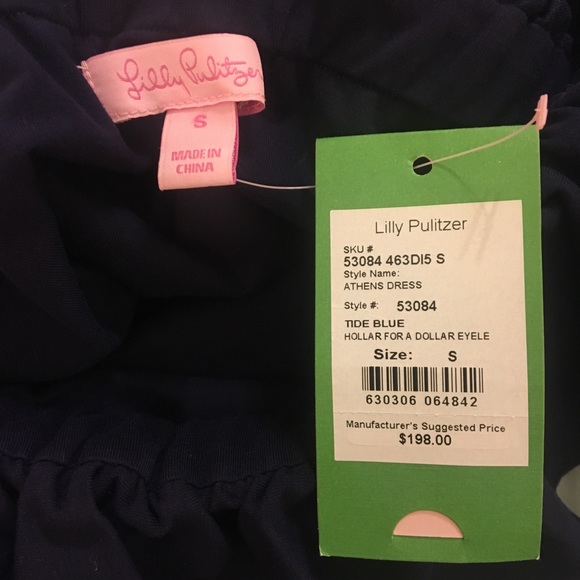 Lilly Pulitzer
S
MADE IN
CHINA
Lilly Pulitzer
SKU #
53084 463DI5 S
Style Name:
ATHENS DRESS
Style #: 53084
TIDE BLUE
HOLLAR FOR A DOLLAR EYELE
Size: S
630306 064842
Manufacturer's Suggested Price
$198.00